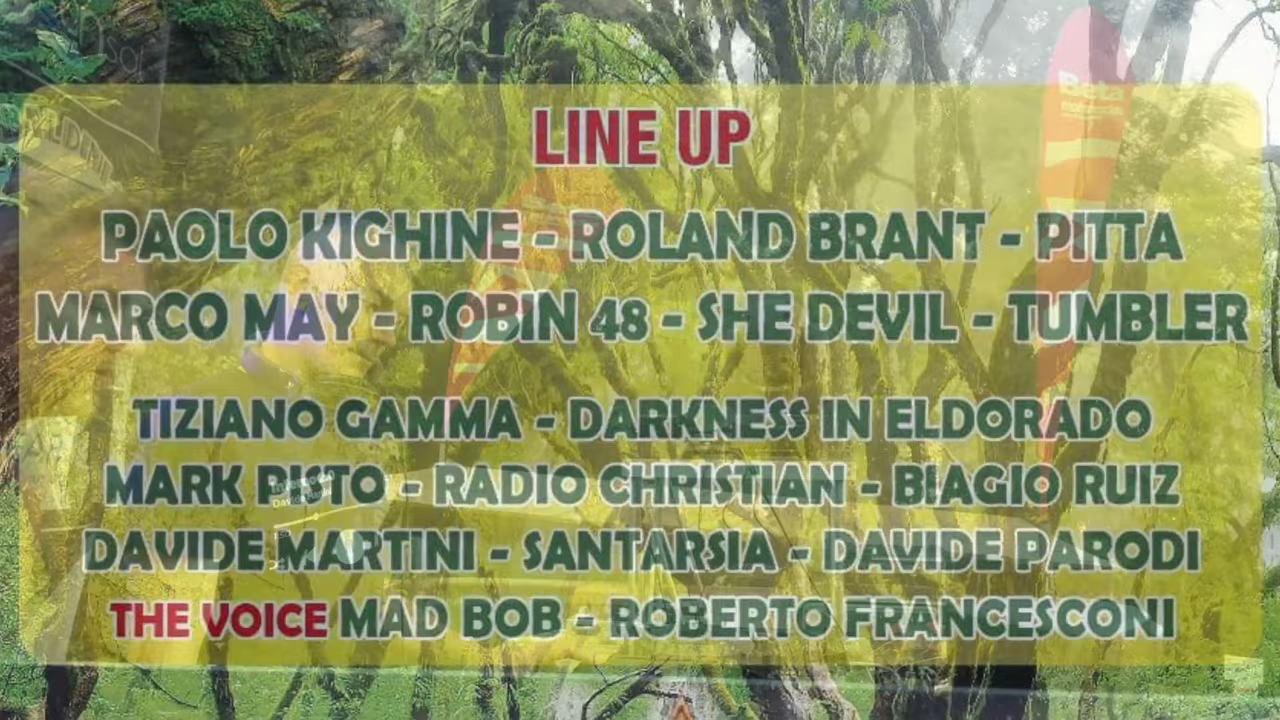 LINE UP
PAOLO KIGHINE - ROLAND BRANT - PITTA
MARCO MAY - ROBIN 48 - SHE DEVIL - TUMBLER
TIZIANO GAMMA - DARKNESS IN ELDORADO
MARK PISTO - RADIO CHRISTIAN - BIAGIO RUIZ
DAVIDE MARTINI - SANTARSIA - DAVIDE PARODI
THE VOICE MAD BOB - ROBERTO FRANCESCONI
Beta